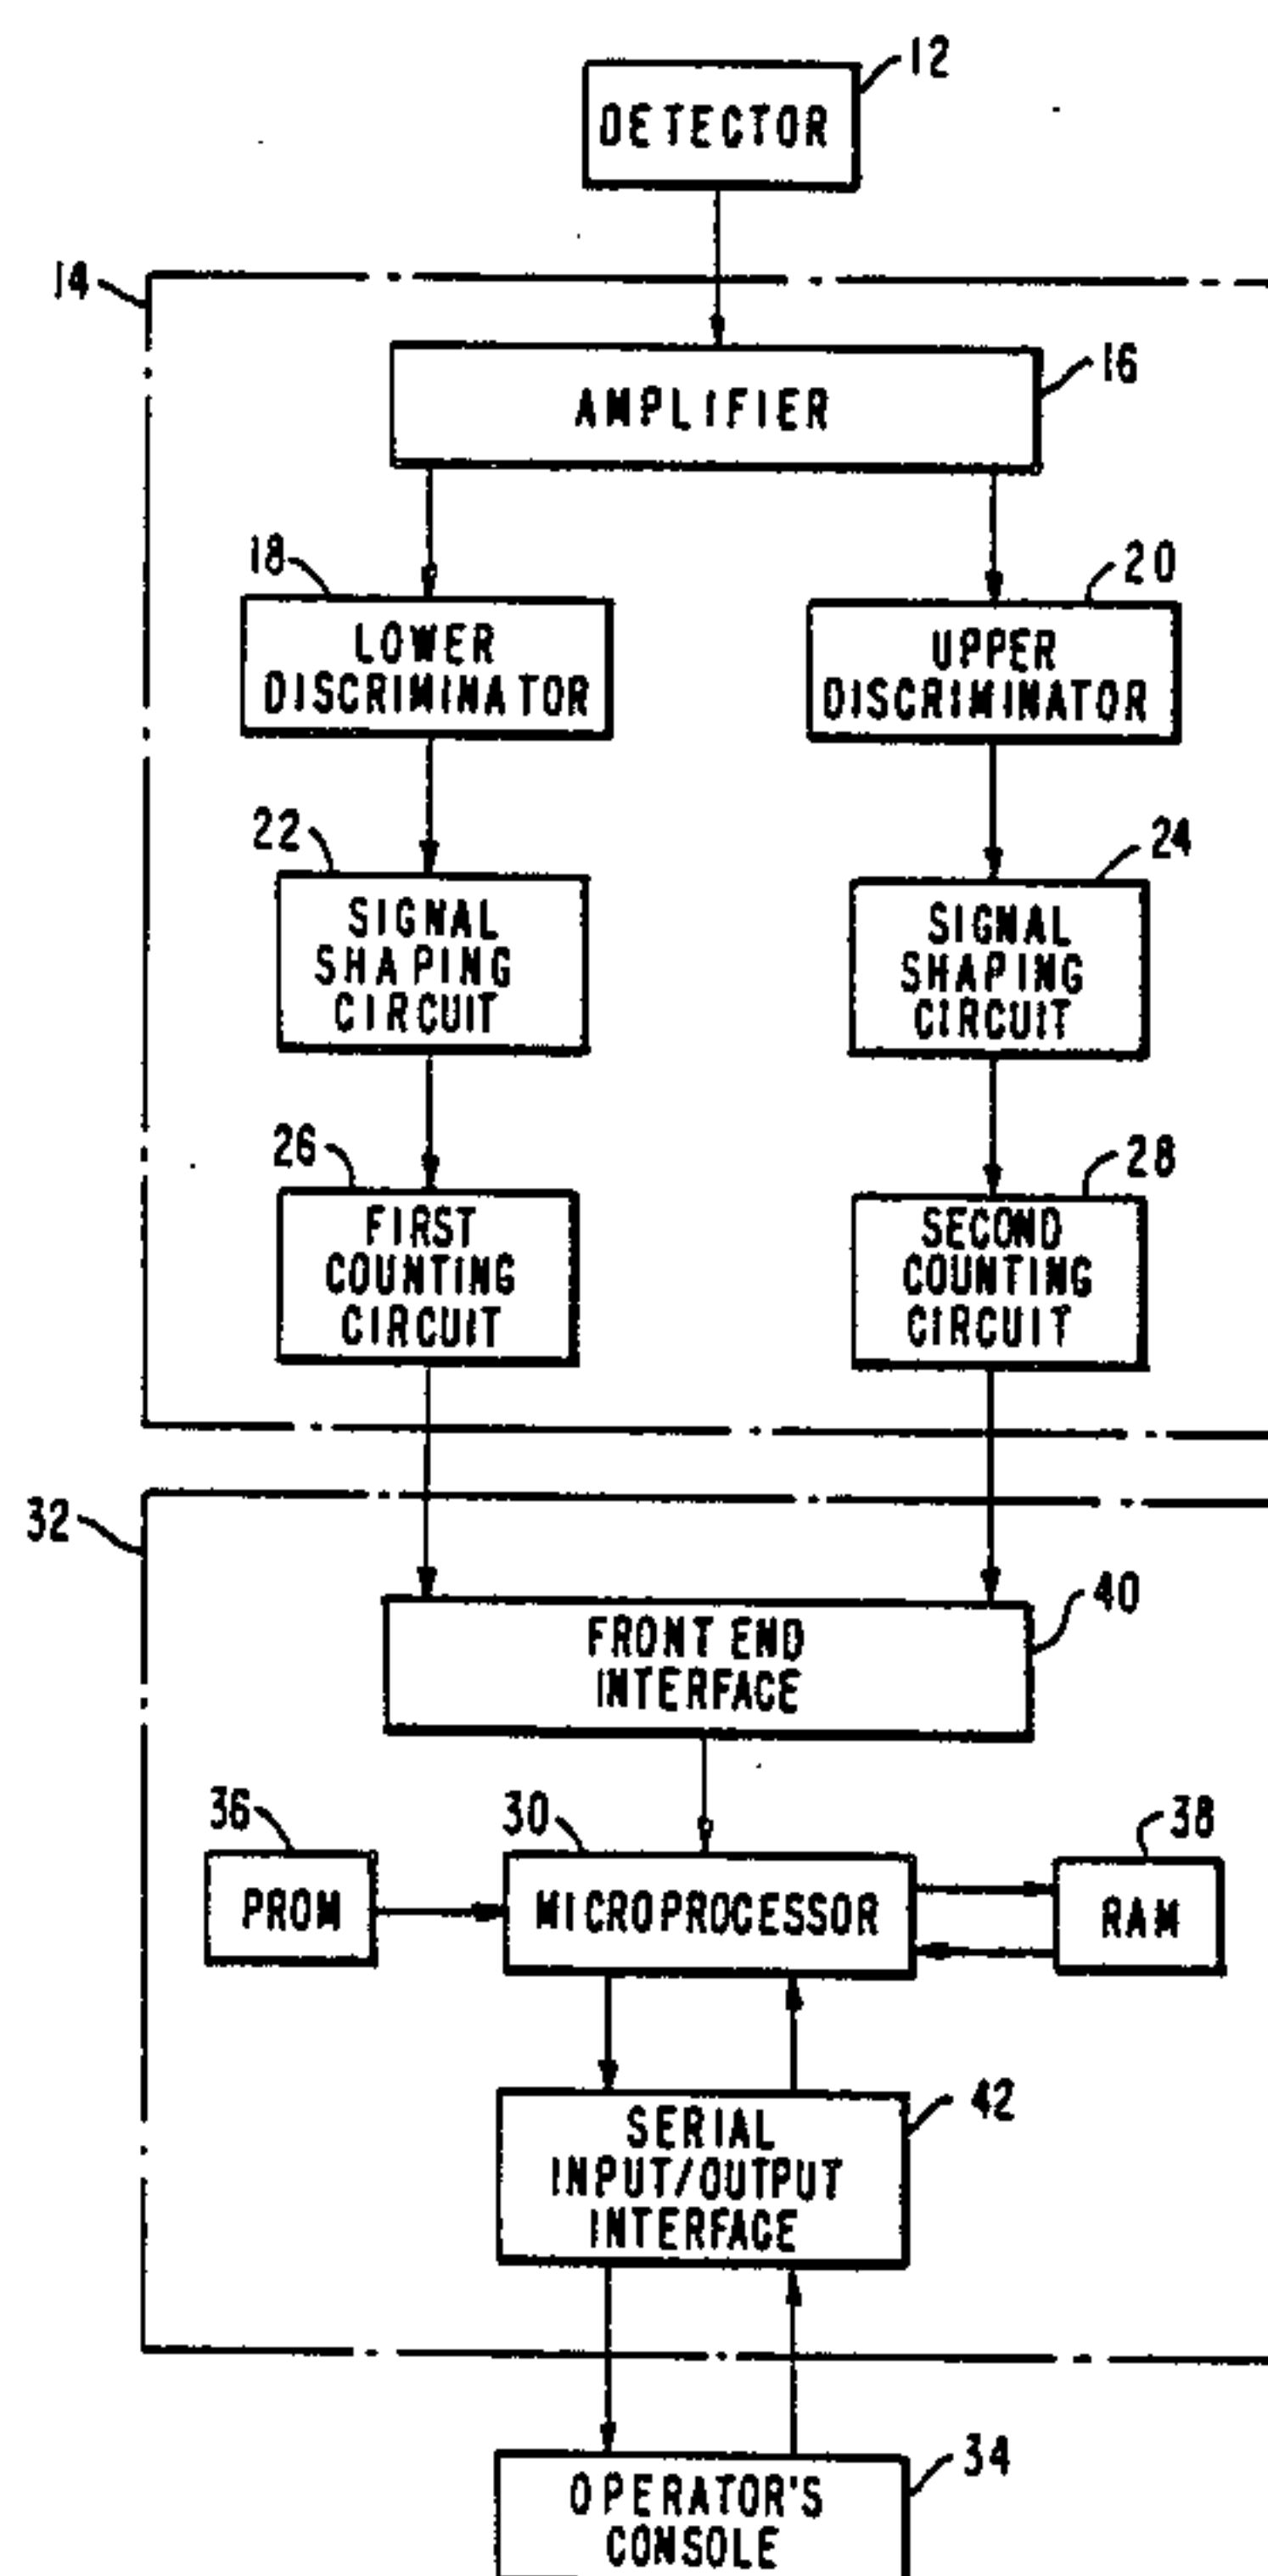 12
DETECTOR
14
16
AMPLIFIER
18
20
LOWER
DISCRIMINATOR
UPPER
DISCRIMINATOR
22
24
SIGNAL
SHAPING
CIRCUIT
SIGNAL
SHAPING
CIRCUIT
26
28
FIRST
COUNTING
CIRCUIT
SECOND
COUNTING
CIRCUIT
32
40
FRONT END
INTERFACE
36
30
38
PROM
MICROPROCESSOR
RAM
42
SERIAL
INPUT/OUTPUT
INTERFACE
34
OPERATOR'S
CONSOLE